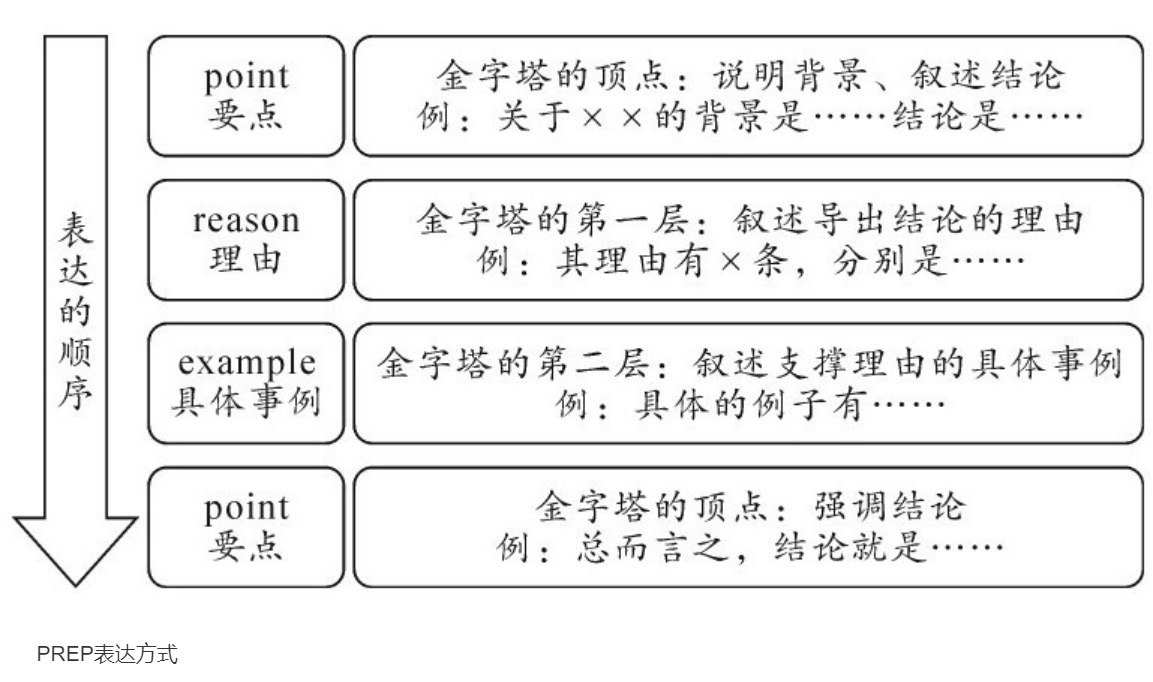 表达的顺序
point
要点
金字塔的顶点：说明背景、叙述结论
例：关于××的背景是……结论是……
reason
理由
金字塔的第一层：叙述导出结论的理由
例：其理由有×条，分别是……
example
具体事例
金字塔的第二层：叙述支撑理由的具体事例
例：具体的例子有……
point
要点
金字塔的顶点：强调结论
例：总而言之，结论就是……
PREP表达方式